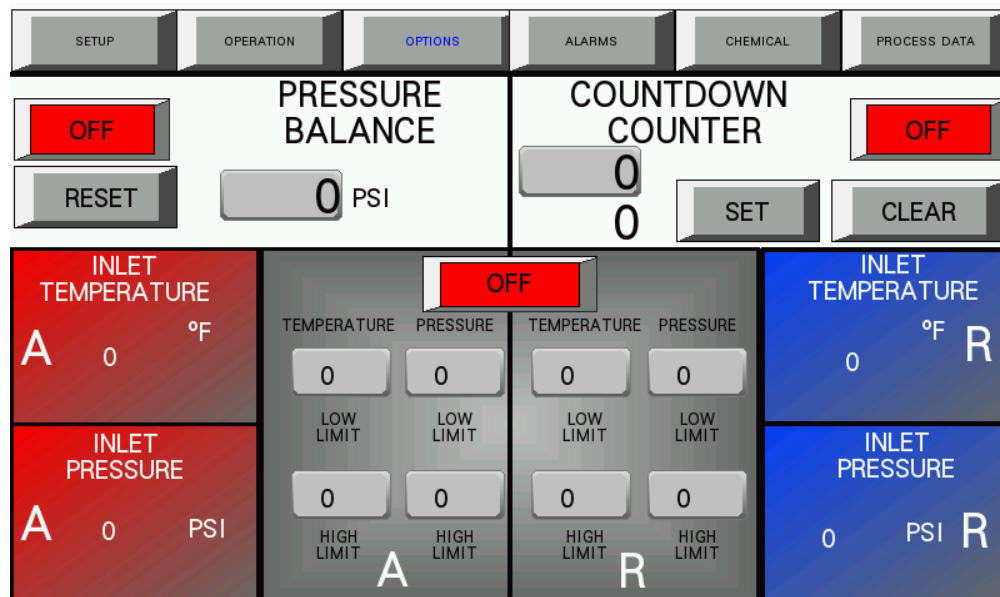 SETUP
OPERATION
OPTIONS
ALARMS
CHEMICAL
PROCESS DATA
OFF
PRESSURE
BALANCE
RESET
0 PSI
COUNTDOWN
COUNTER
OFF
0
0
SET
CLEAR
INLET
TEMPERATURE
A 0 ºF
INLET
PRESSURE
A 0 PSI
OFF
TEMPERATURE PRESSURE TEMPERATURE PRESSURE
0 0 0 0
LOW LOW LOW LOW
LIMIT LIMIT LIMIT LIMIT
0 0 0 0
HIGH HIGH HIGH HIGH
LIMIT LIMIT LIMIT LIMIT
A R
INLET
TEMPERATURE
0 ºF R
INLET
PRESSURE
0 PSI R